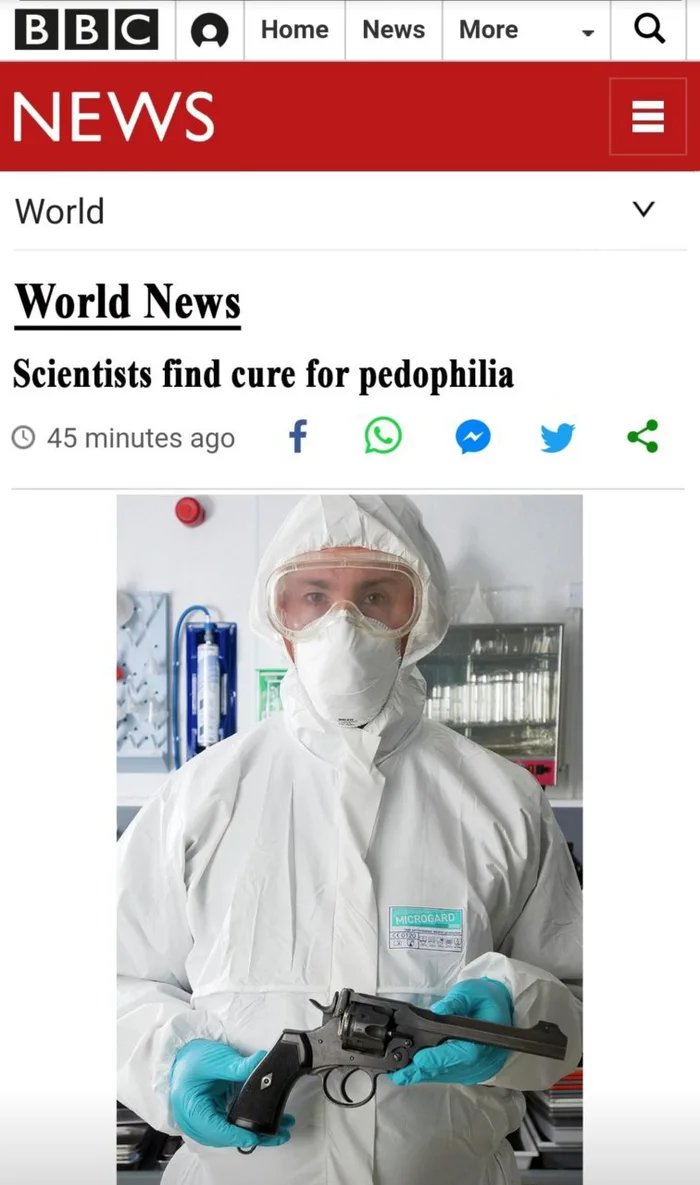 BBC Home News More
NEWS
World
World News
Scientists find cure for pedophilia
45 minutes ago
MICROGARD